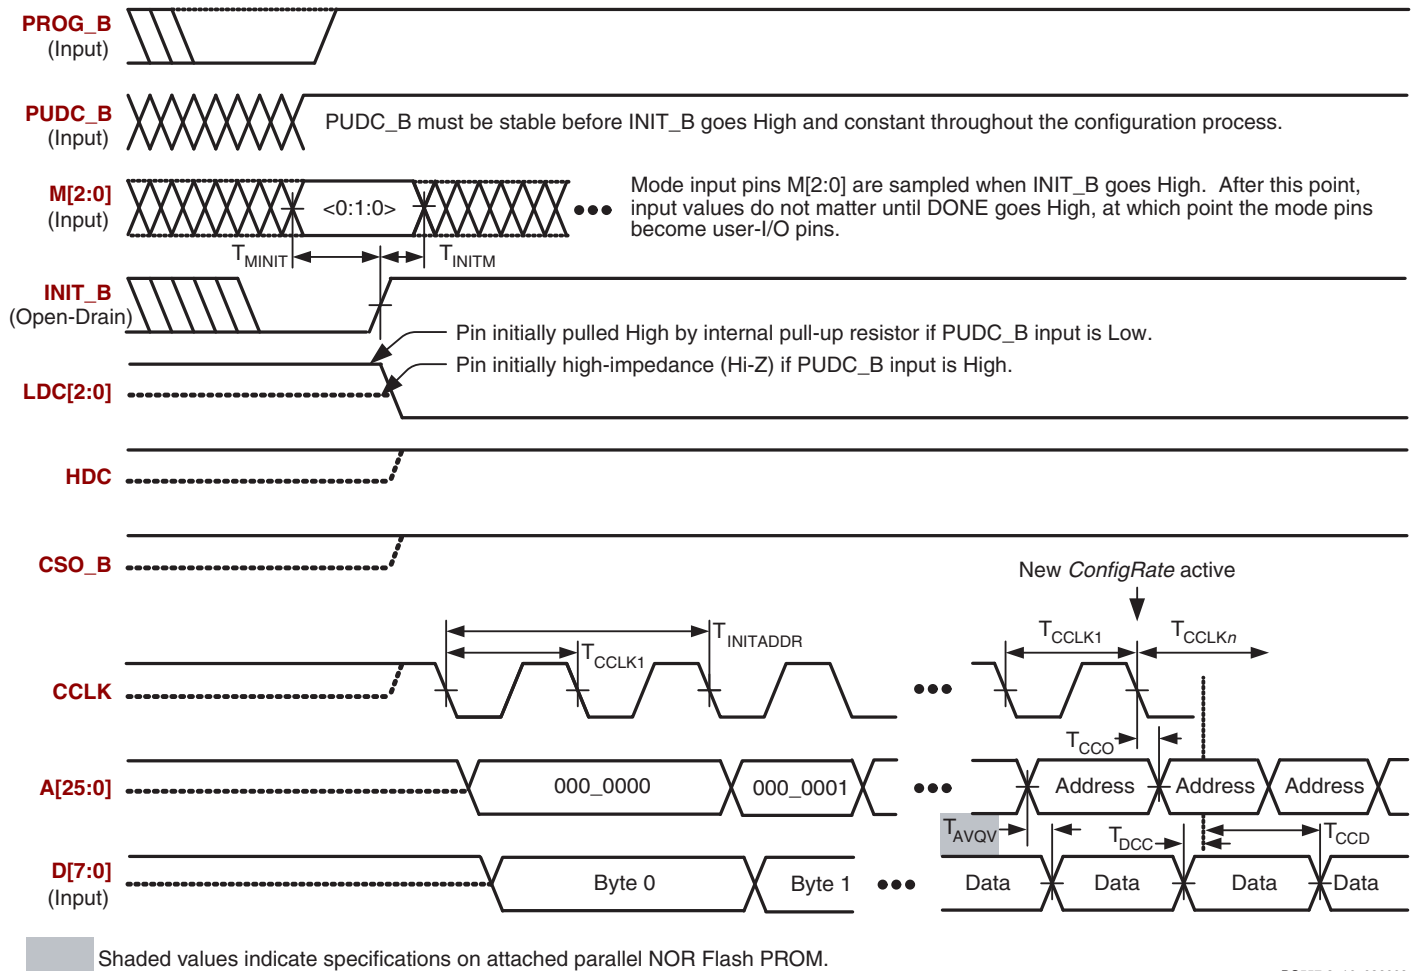 PROG_B
(Input)
PUDC_B
(Input)
PUDC_B must be stable before INIT_B goes High and constant throughout the configuration process.
M[2:0]
(Input)
<0:1:0>
Mode input pins M[2:0] are sampled when INIT_B goes High. After this point,
input values do not matter until DONE goes High, at which point the mode pins
become user-I/O pins.
TMINIT
TINITM
INIT_B
(Open-Drain)
Pin initially pulled High by internal pull-up resistor if PUDC_B input is Low.
Pin initially high-impedance (Hi-Z) if PUDC_B input is High.
LDC[2:0]
HDC
CSO_B
New ConfigRate active
TINITADDR
TCCLK1
TCCLK1
TCCLKn
CCLK
TCCO
A[25:0]
000_0000
000_0001
Address
Address
Address
TAVQV
TDCC
TCCD
D[7:0]
(Input)
Byte 0
Byte 1
Data
Data
Data
Data
Shaded values indicate specifications on attached parallel NOR Flash PROM.